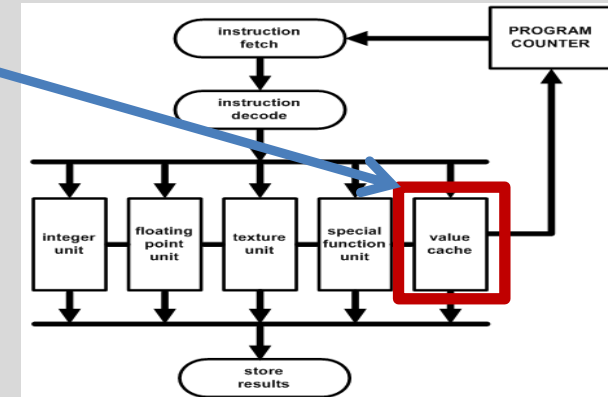 instruction
fetch
PROGRAM
COUNTER
instruction
decode
integer
unit
floating
point
unit
texture
unit
special
function
unit
value
cache
store
results